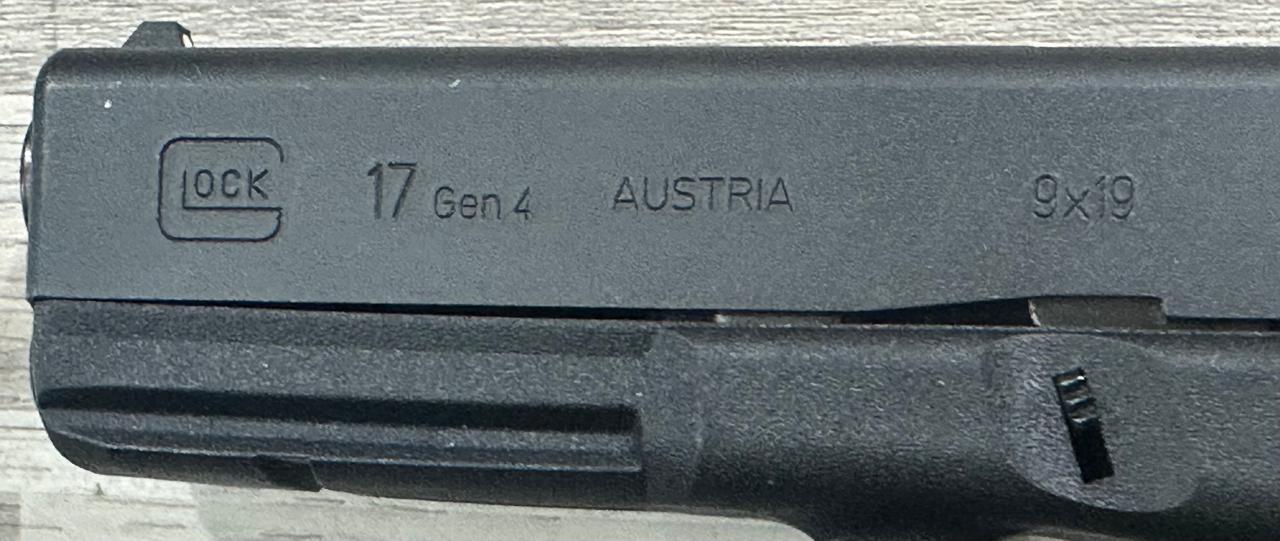 GLOCK 17 Gen 4 AUSTRIA 9x19